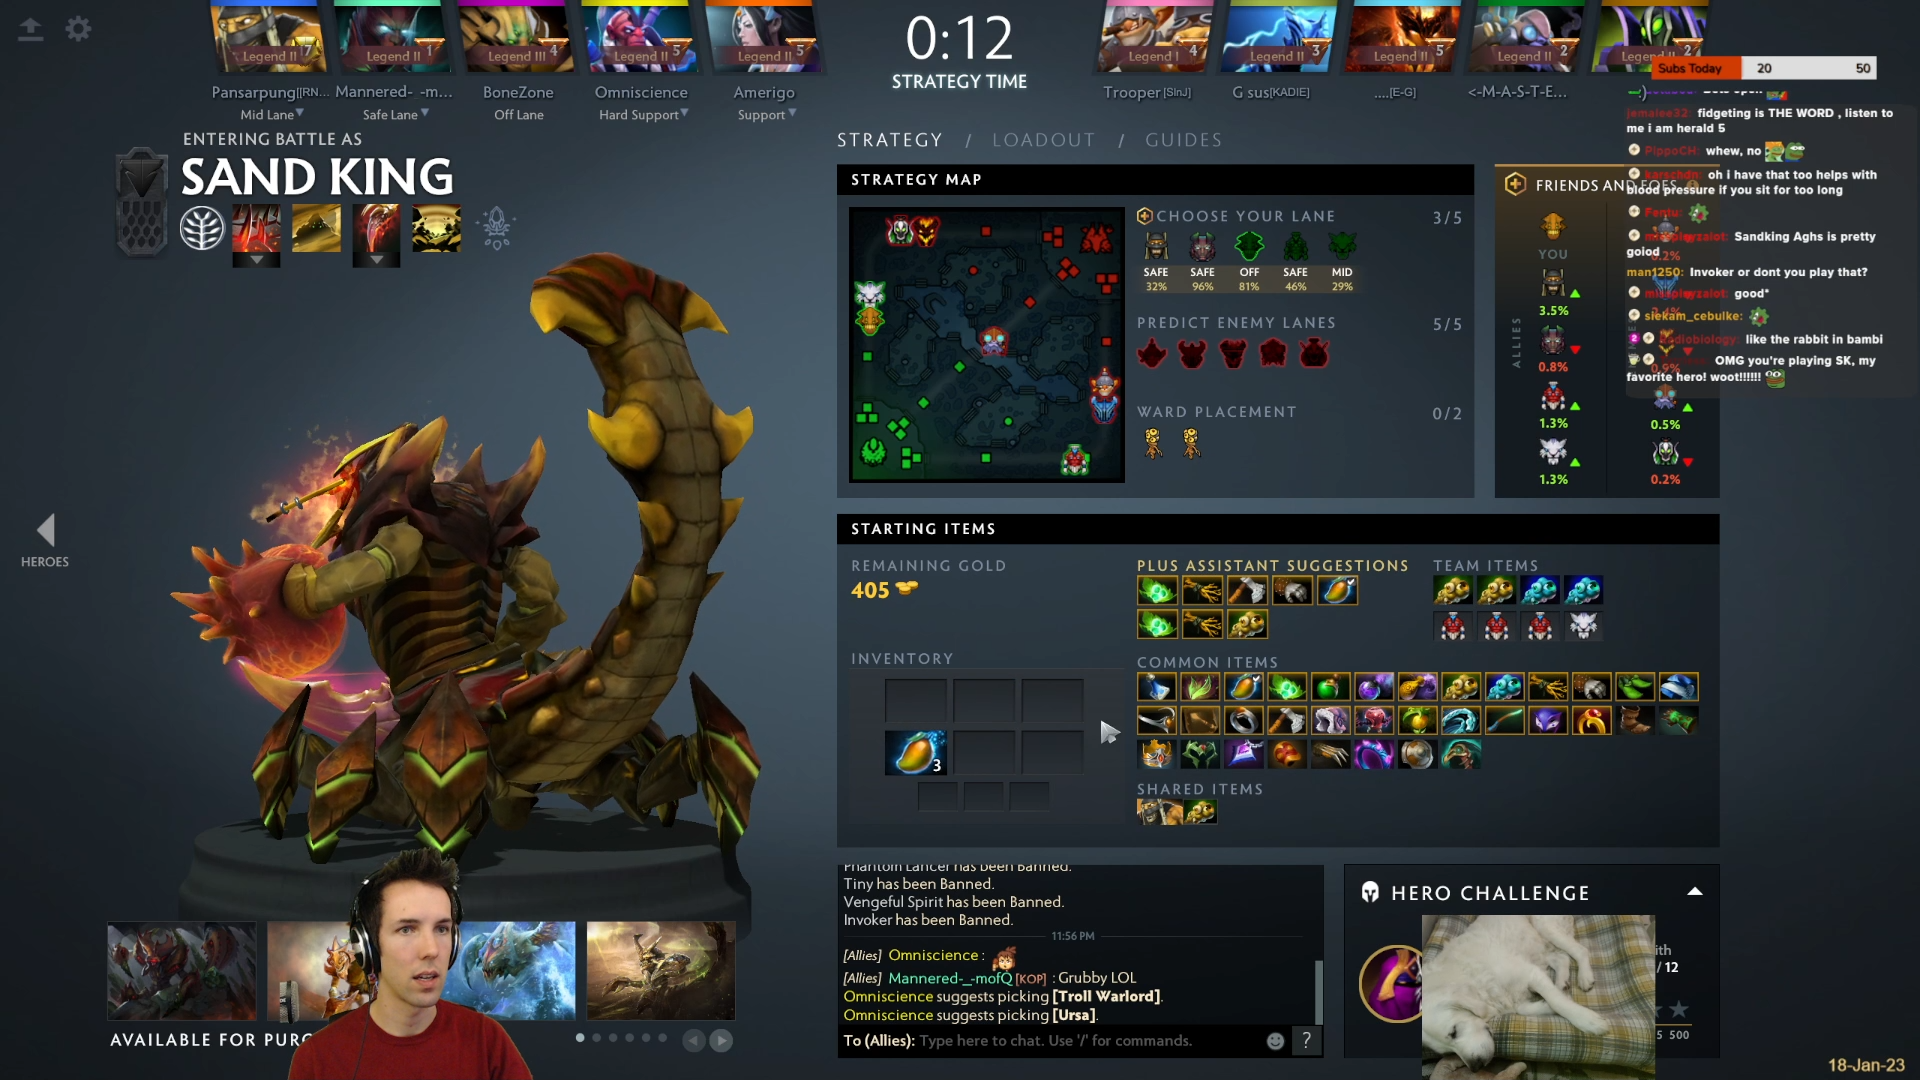 Legend II 7
Legend II 1
Legend III 4
Legend II 5
Legend II 5
0:12
STRATEGY TIME
Legend I 4
Legend II 3
Legend II 5
Legend II 2
2
Subs Today 20 50
Pansarpung[[RN...
Mid Lane
Mannered-_-m...
Safe Lane
BoneZone
Off Lane
Omniscience
Hard Support
Amerigo
Support
Trooper [SInJ]
G sus[KADIE]
....[E-G]
<-M-A-S-T-E...
fidgeting is THE WORD , listen to
me i am herald 5
PippoCH: whew, no
karschdn: oh i have that too helps with
blood pressure if you sit for too long
Fantu:
Sandking Aghs is pretty
goiod
man1250: Invoker or dont you play that?
good*
siekam_cebulke:
like the rabbit in bambi
OMG you're playing SK, my
favorite hero! woot!!!!!!
ENTERING BATTLE AS
SAND KING
HEROES
STRATEGY / LOADOUT / GUIDES
STRATEGY MAP
CHOOSE YOUR LANE 3/5
SAFE SAFE OFF SAFE MID
32% 96% 81% 46% 29%
PREDICT ENEMY LANES 5/5
WARD PLACEMENT 0/2
FRIENDS AND FOES
YOU
ALLIES
3.5%
0.8%
1.3%
0.5%
1.3%
0.2%
STARTING ITEMS
REMAINING GOLD
405
PLUS ASSISTANT SUGGESTIONS
TEAM ITEMS
INVENTORY
3
COMMON ITEMS
SHARED ITEMS
Phantom Lancer has been Banned.
Tiny has been Banned.
Vengeful Spirit has been Banned.
Invoker has been Banned.
11:56 PM
[Allies] Omniscience :
[Allies] Mannered-_-mofQ [KOP] : Grubby LOL
Omniscience suggests picking [Troll Warlord].
Omniscience suggests picking [Ursa].
To (Allies): Type here to chat. Use '/' for commands.
?
HERO CHALLENGE
/ 12
5 500
AVAILABLE FOR PURC
18-Jan-23